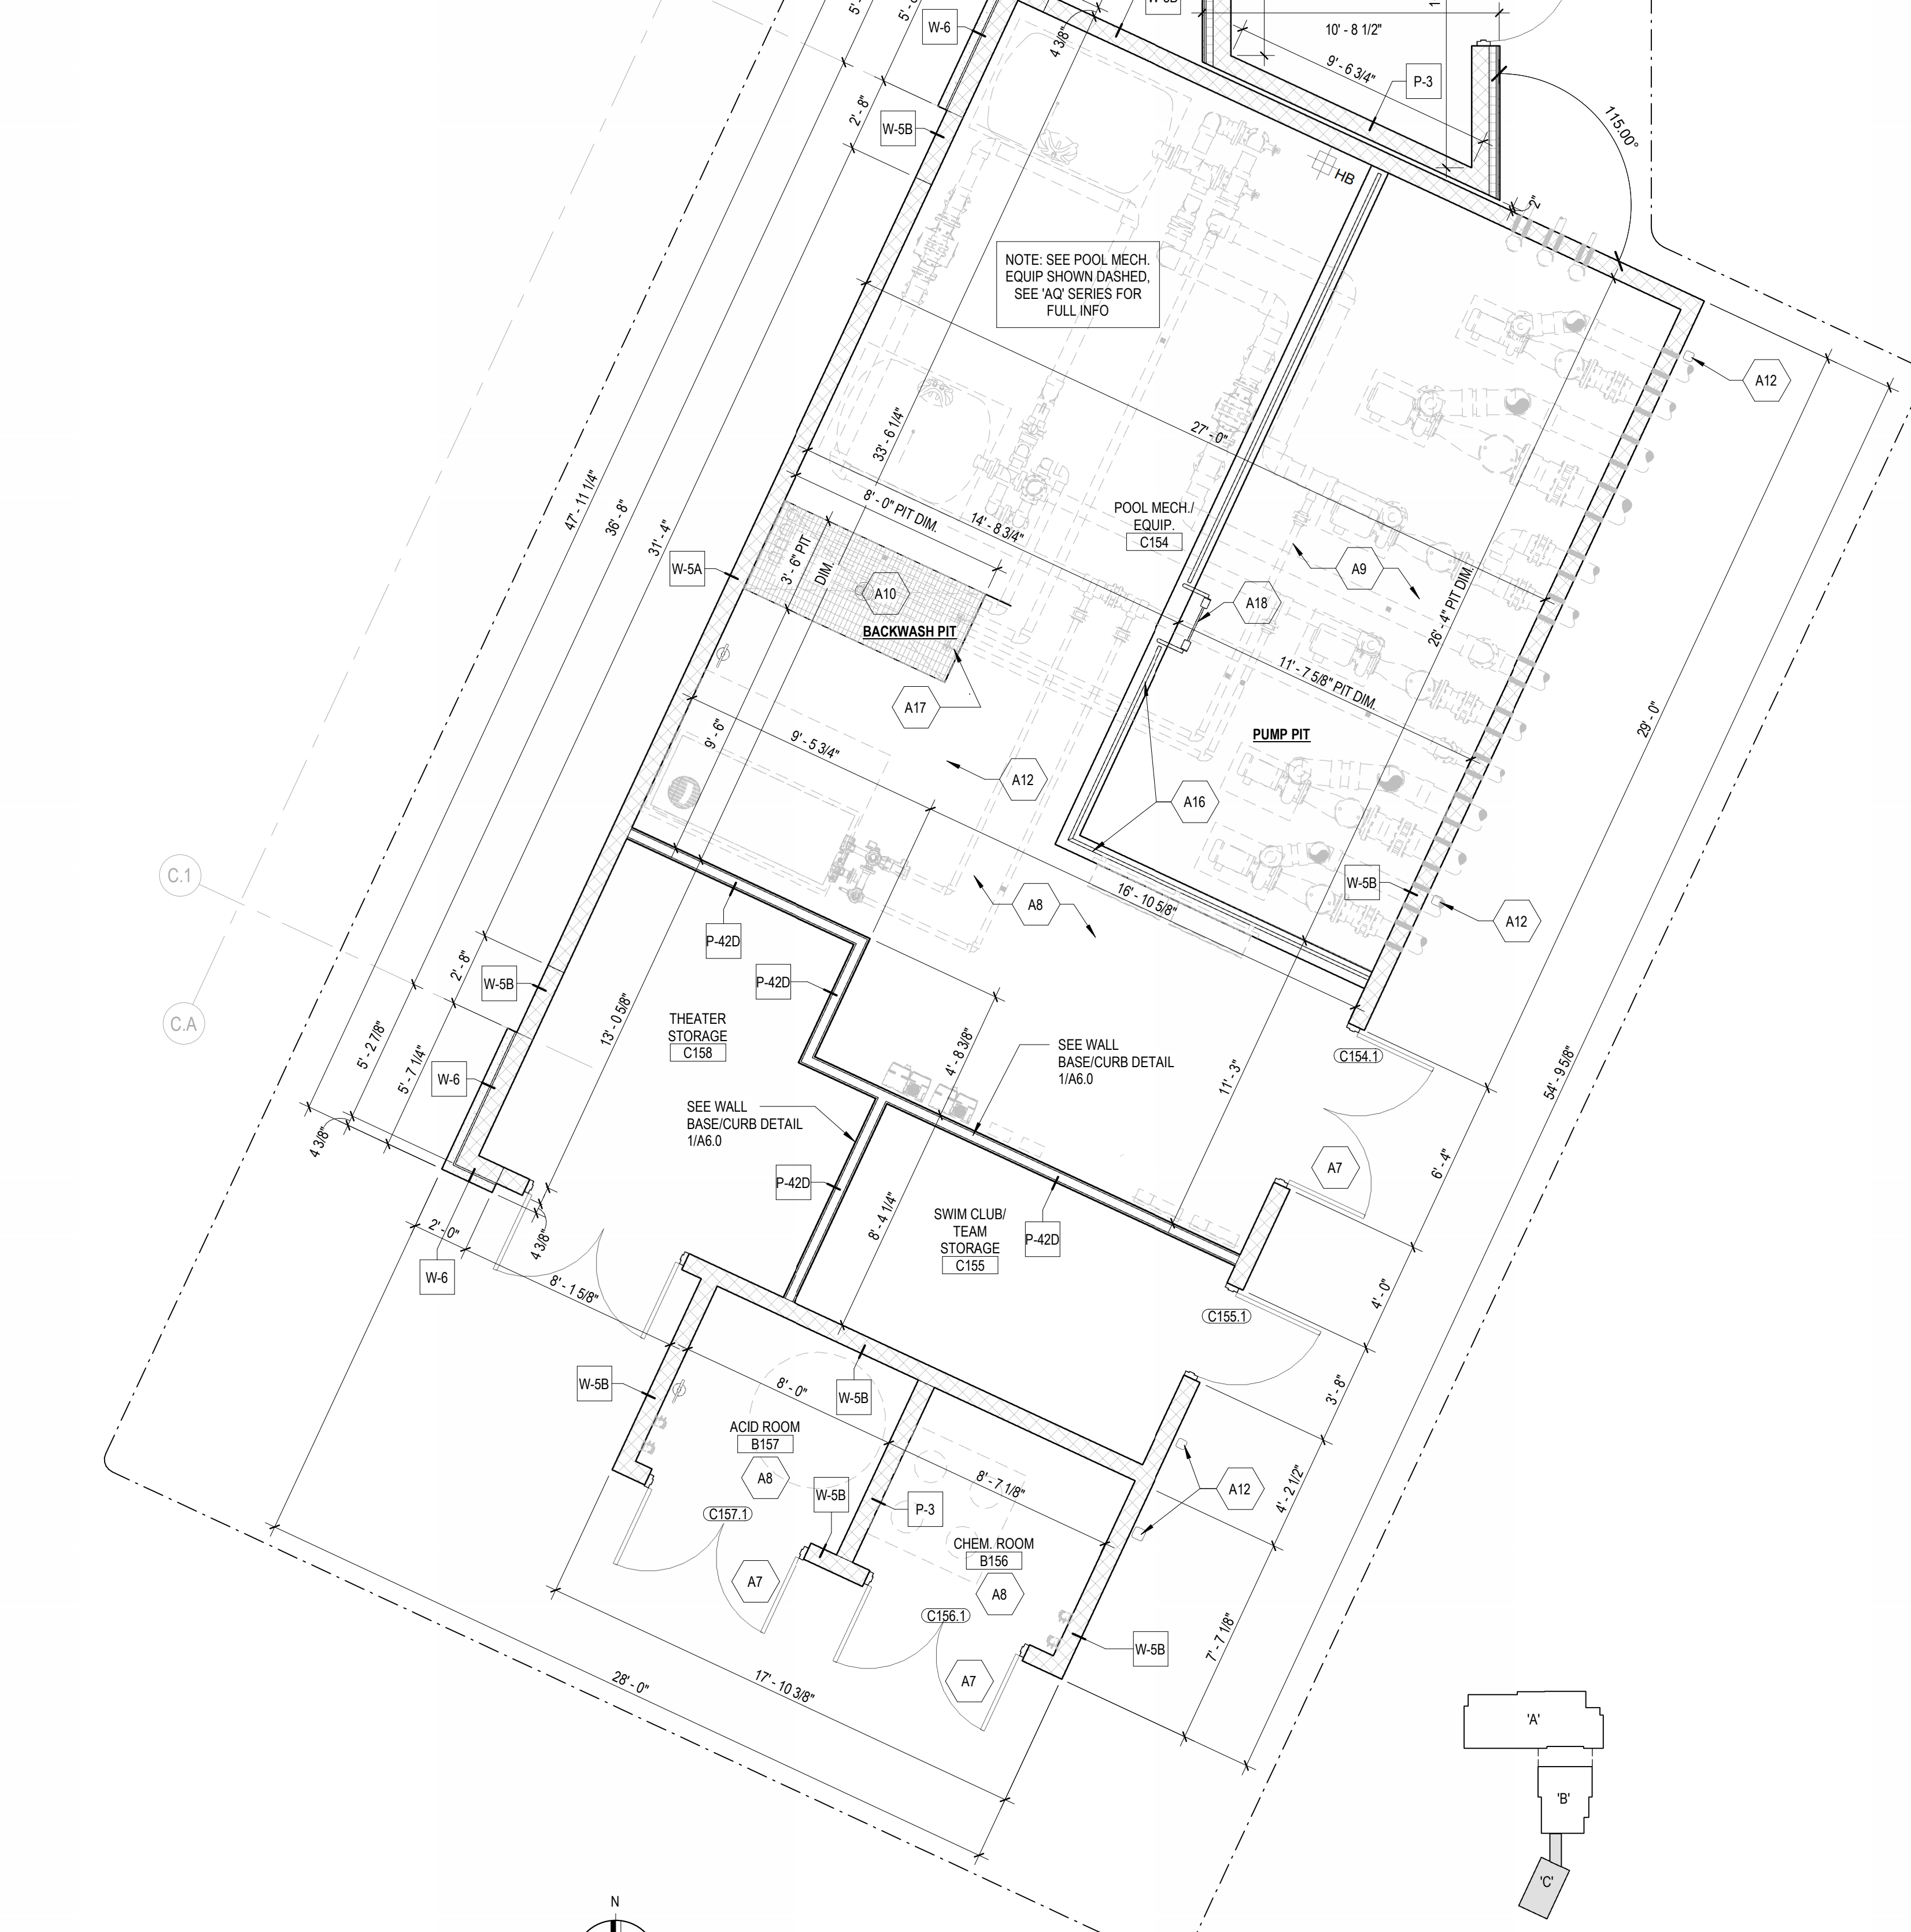 W-6
4 3/8"
10' - 8 1/2"
9' - 6 3/4"
P-3
115.00°
2' - 8"
W-5B
HB
2"
NOTE: SEE POOL MECH.
EQUIP SHOWN DASHED,
SEE 'AQ' SERIES FOR
FULL INFO
A12
33' - 6 1/4"
27' - 0"
47' - 11 1/4"
36' - 8"
31' - 4"
8' - 0" PIT DIM.
14' - 8 3/4"
POOL MECH./
EQUIP.
C154
W-5A
3' - 6" PIT
DIM.
A10
BACKWASH PIT
A9
A18
26' - 4" PIT DIM.
11' - 7 5/8" PIT DIM.
A17
9' - 6"
9' - 5 3/4"
PUMP PIT
29' - 0"
A12
A16
C.1
W-5B
16' - 10 5/8"
A8
A12
P-42D
P-42D
2' - 8"
W-5B
C.A
THEATER
STORAGE
C158
13' - 0 5/8"
4' - 8 3/8"
SEE WALL
BASE/CURB DETAIL
1/A6.0
C154.1
5' - 2 7/8"
5' - 7 1/4"
W-6
11' - 3"
54' - 9 5/8"
SEE WALL
BASE/CURB DETAIL
1/A6.0
4 3/8"
A7
6' - 4"
P-42D
8' - 4 1/4"
SWIM CLUB/
TEAM
STORAGE
C155
P-42D
2' - 0"
4 3/8"
W-6
8' - 1 5/8"
4' - 0"
C155.1
W-5B
8' - 0"
W-5B
3' - 8"
ACID ROOM
B157
A8
8' - 7 1/8"
4' - 2 1/2"
A12
W-5B
P-3
C157.1
CHEM. ROOM
B156
A8
A7
C156.1
7' - 7 1/8"
W-5B
A7
28' - 0"
17' - 10 3/8"
'A'
'B'
'C'
N